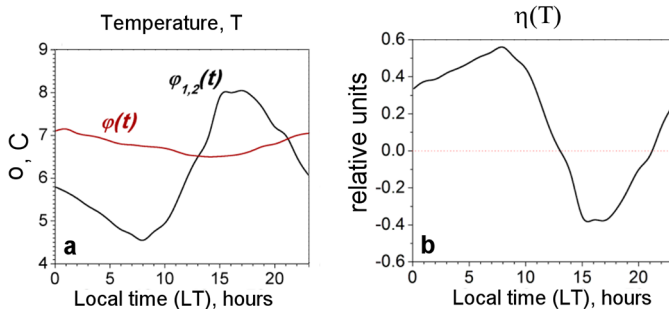 Temperature, T
9
8
7
6
5
4
o, C
φ1,2(t)
φ(t)
a
0 5 10 15 20
Local time (LT), hours
η(T)
0.6
0.4
0.2
0.0
-0.2
-0.4
-0.6
relative units
b
0 5 10 15 20
Local time (LT), hours